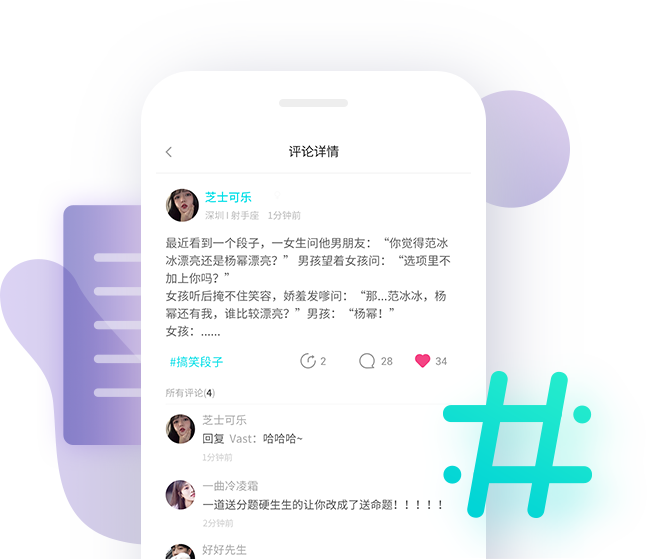 评论详情
芝士可乐
深圳 | 射手座 1分钟前
最近看到一个段子，一女生问他男朋友：“你觉得范冰
冰漂亮还是杨幂漂亮？” 男孩望着女孩问：“选项里不
加上你吗？”
女孩听后掩不住笑容，娇羞发嗲问：“那...范冰冰，杨
幂还有我，谁比较漂亮？”男孩：“杨幂！”
女孩：......
#搞笑段子 2 28 34
所有评论(4)
芝士可乐
回复 Vast：哈哈哈~
1分钟前
一曲冷凌霜
一道送分题硬生生的让你改成了送命题！！！！！
2分钟前
好好先生